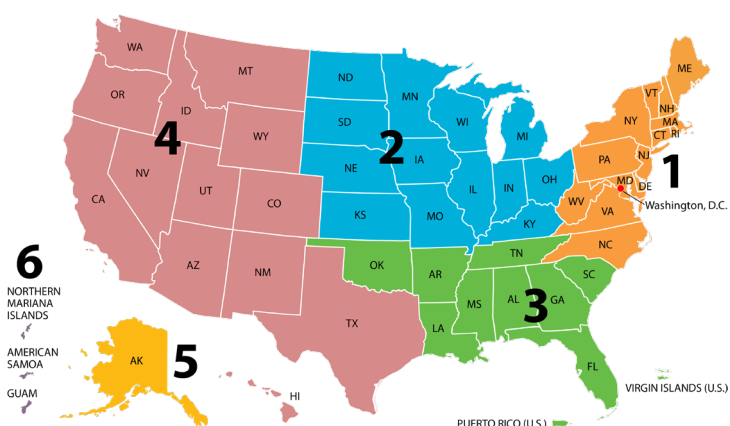 ME
WA
VT
MT
ND
NH
OR
MN
MA
ID
NY
CT RI
SD
WI
MI
4
WY
2
PA
NJ
1
IA
NE
OH
MD
DE
NV
UT
IL
IN
WV
CA
CO
Washington, D.C.
KS
MO
VA
KY
NC
6
TN
AZ
NM
OK
AR
SC
NORTHERN
MARIANA
ISLANDS
MS
AL
3
GA
TX
LA
AMERICAN
SAMOA
AK
5
FL
VIRGIN ISLANDS (U.S.)
GUAM
HI
PUERTO RICO (U.S.)